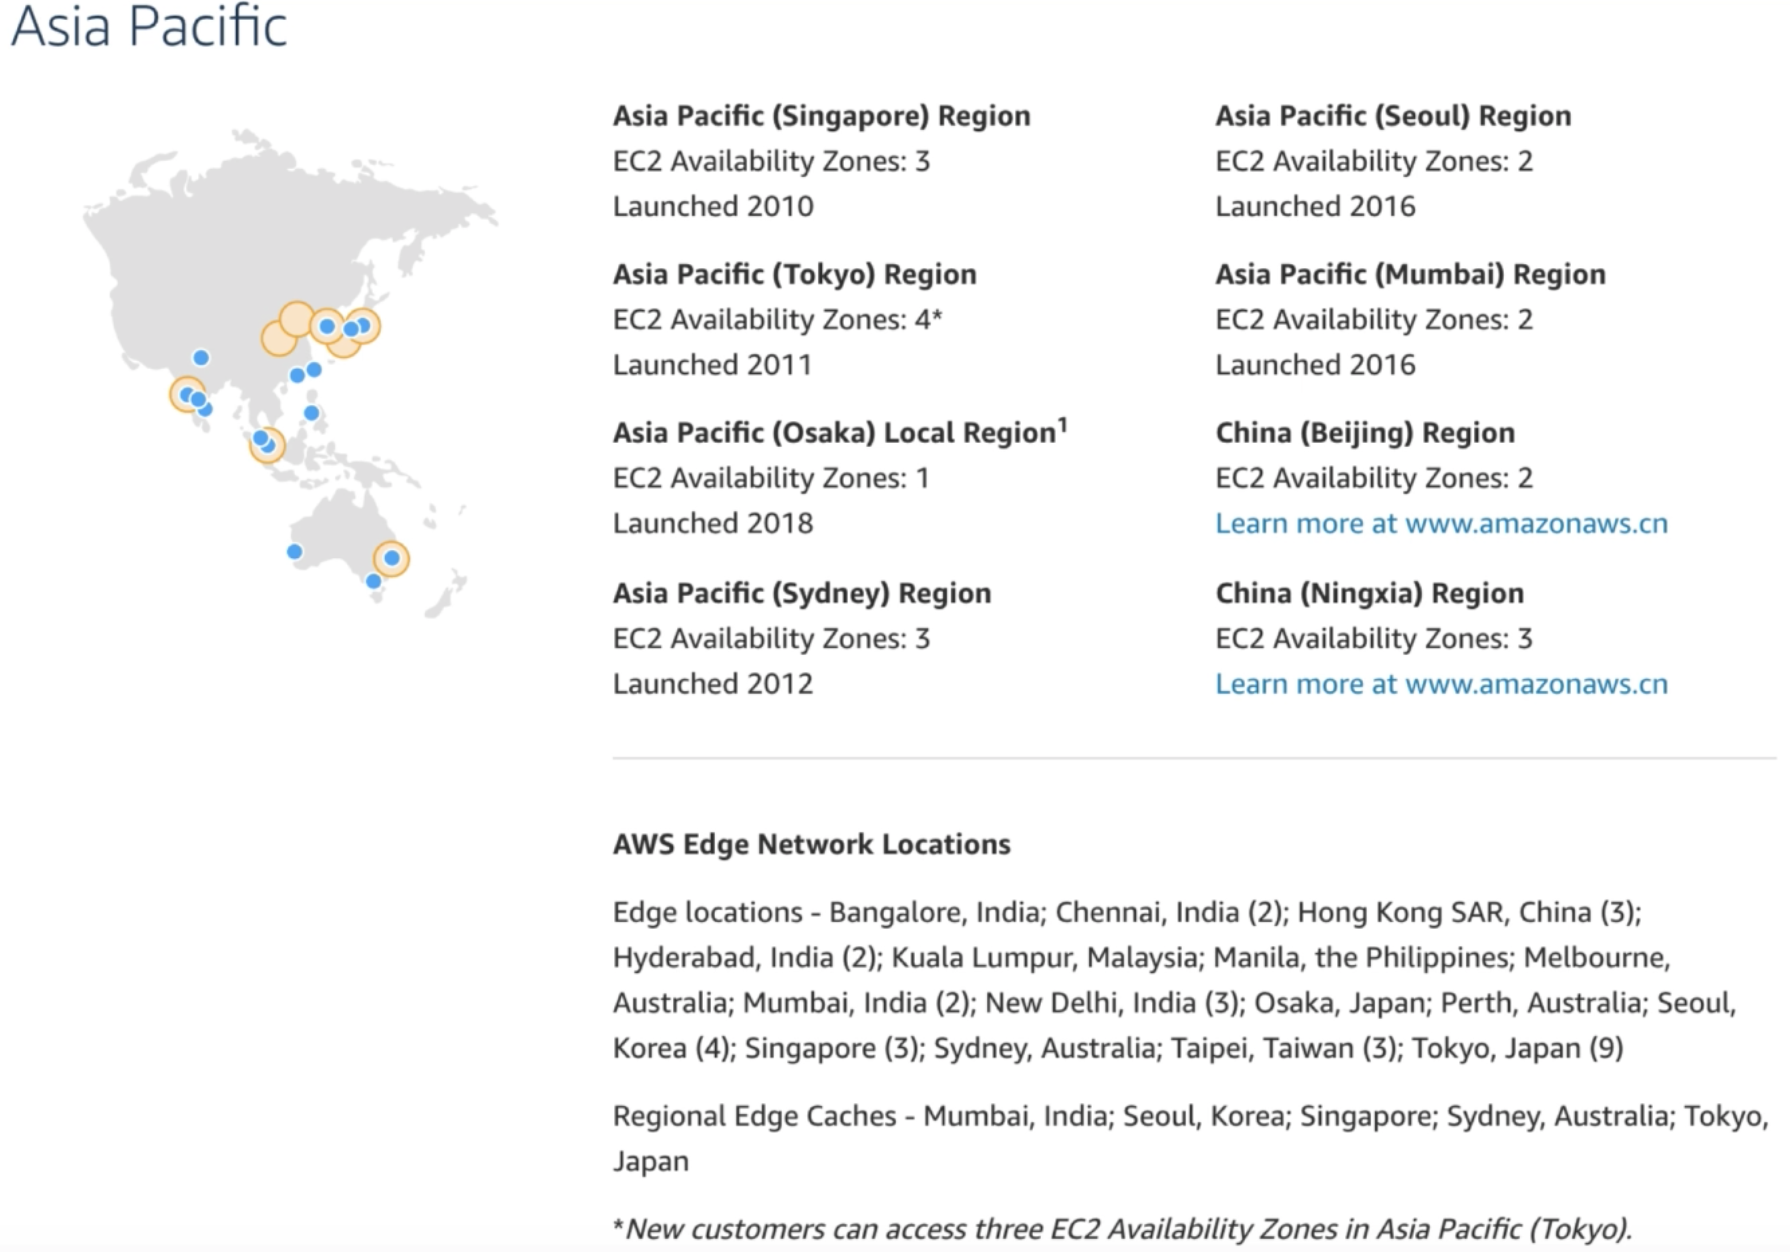 Asia Pacific
Asia Pacific (Singapore) Region
EC2 Availability Zones: 3
Launched 2010
Asia Pacific (Tokyo) Region
EC2 Availability Zones: 4*
Launched 2011
Asia Pacific (Osaka) Local Region¹
EC2 Availability Zones: 1
Launched 2018
Asia Pacific (Sydney) Region
EC2 Availability Zones: 3
Launched 2012
Asia Pacific (Seoul) Region
EC2 Availability Zones: 2
Launched 2016
Asia Pacific (Mumbai) Region
EC2 Availability Zones: 2
Launched 2016
China (Beijing) Region
EC2 Availability Zones: 2
Learn more at www.amazonaws.cn
China (Ningxia) Region
EC2 Availability Zones: 3
Learn more at www.amazonaws.cn
AWS Edge Network Locations
Edge locations - Bangalore, India; Chennai, India (2); Hong Kong SAR, China (3);
Hyderabad, India (2); Kuala Lumpur, Malaysia; Manila, the Philippines; Melbourne,
Australia; Mumbai, India (2); New Delhi, India (3); Osaka, Japan; Perth, Australia; Seoul,
Korea (4); Singapore (3); Sydney, Australia; Taipei, Taiwan (3); Tokyo, Japan (9)
Regional Edge Caches - Mumbai, India; Seoul, Korea; Singapore; Sydney, Australia; Tokyo,
Japan
*New customers can access three EC2 Availability Zones in Asia Pacific (Tokyo).